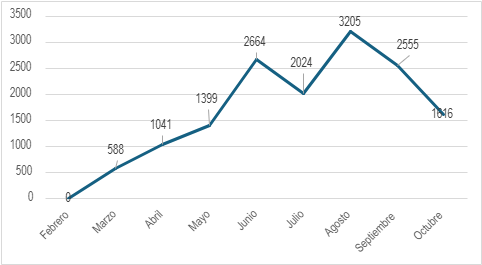 3500
3000
2500
2000
1500
1000
500
0
0
588
1041
1399
2664
2024
3205
2555
1616
Febrero
Marzo
Abril
Mayo
Junio
Julio
Agosto
Septiembre
Octubre